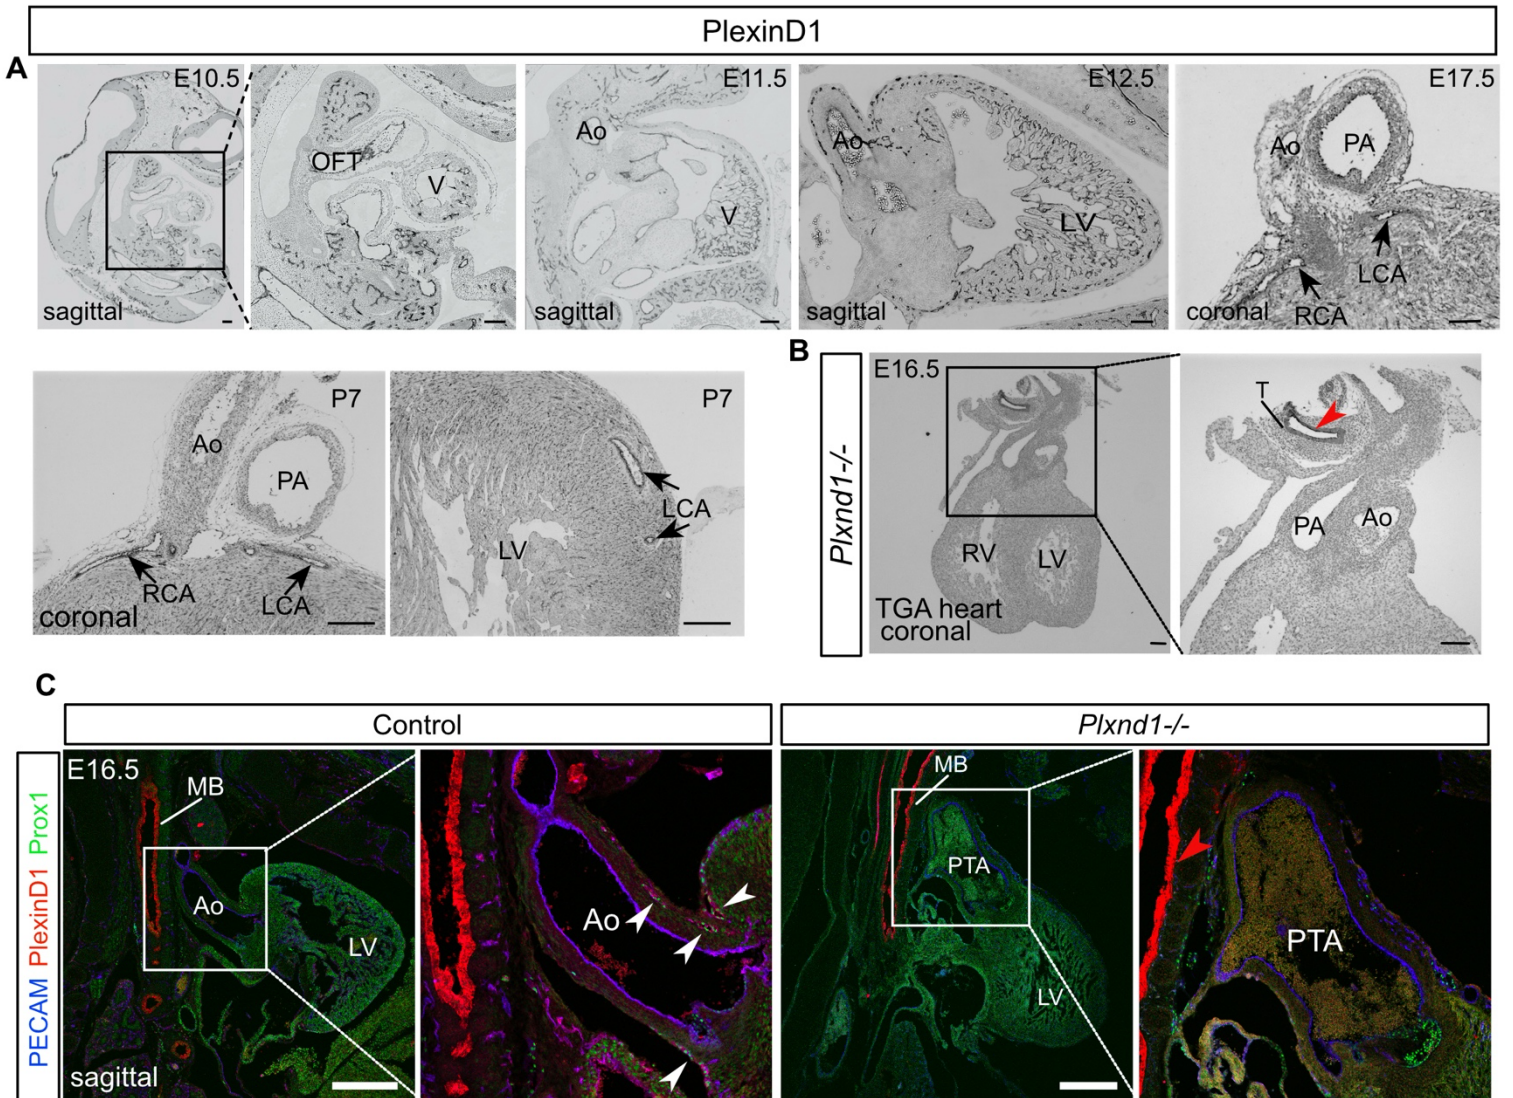 PlexinD1
A
E10.5
sagittal
OFT
V
E11.5
Ao
V
sagittal
E12.5
Ao
LV
sagittal
E17.5
Ao
PA
LCA
RCA
coronal
P7
Ao
PA
RCA
LCA
coronal
P7
LCA
LV
B
Plxnd1-/-
E16.5
RV
LV
TGA heart
coronal
T
PA
Ao
C
Control
Plxnd1-/-
PECAM PlexinD1 Prox1
E16.5
MB
Ao
LV
sagittal
Ao
MB
PTA
LV
PTA